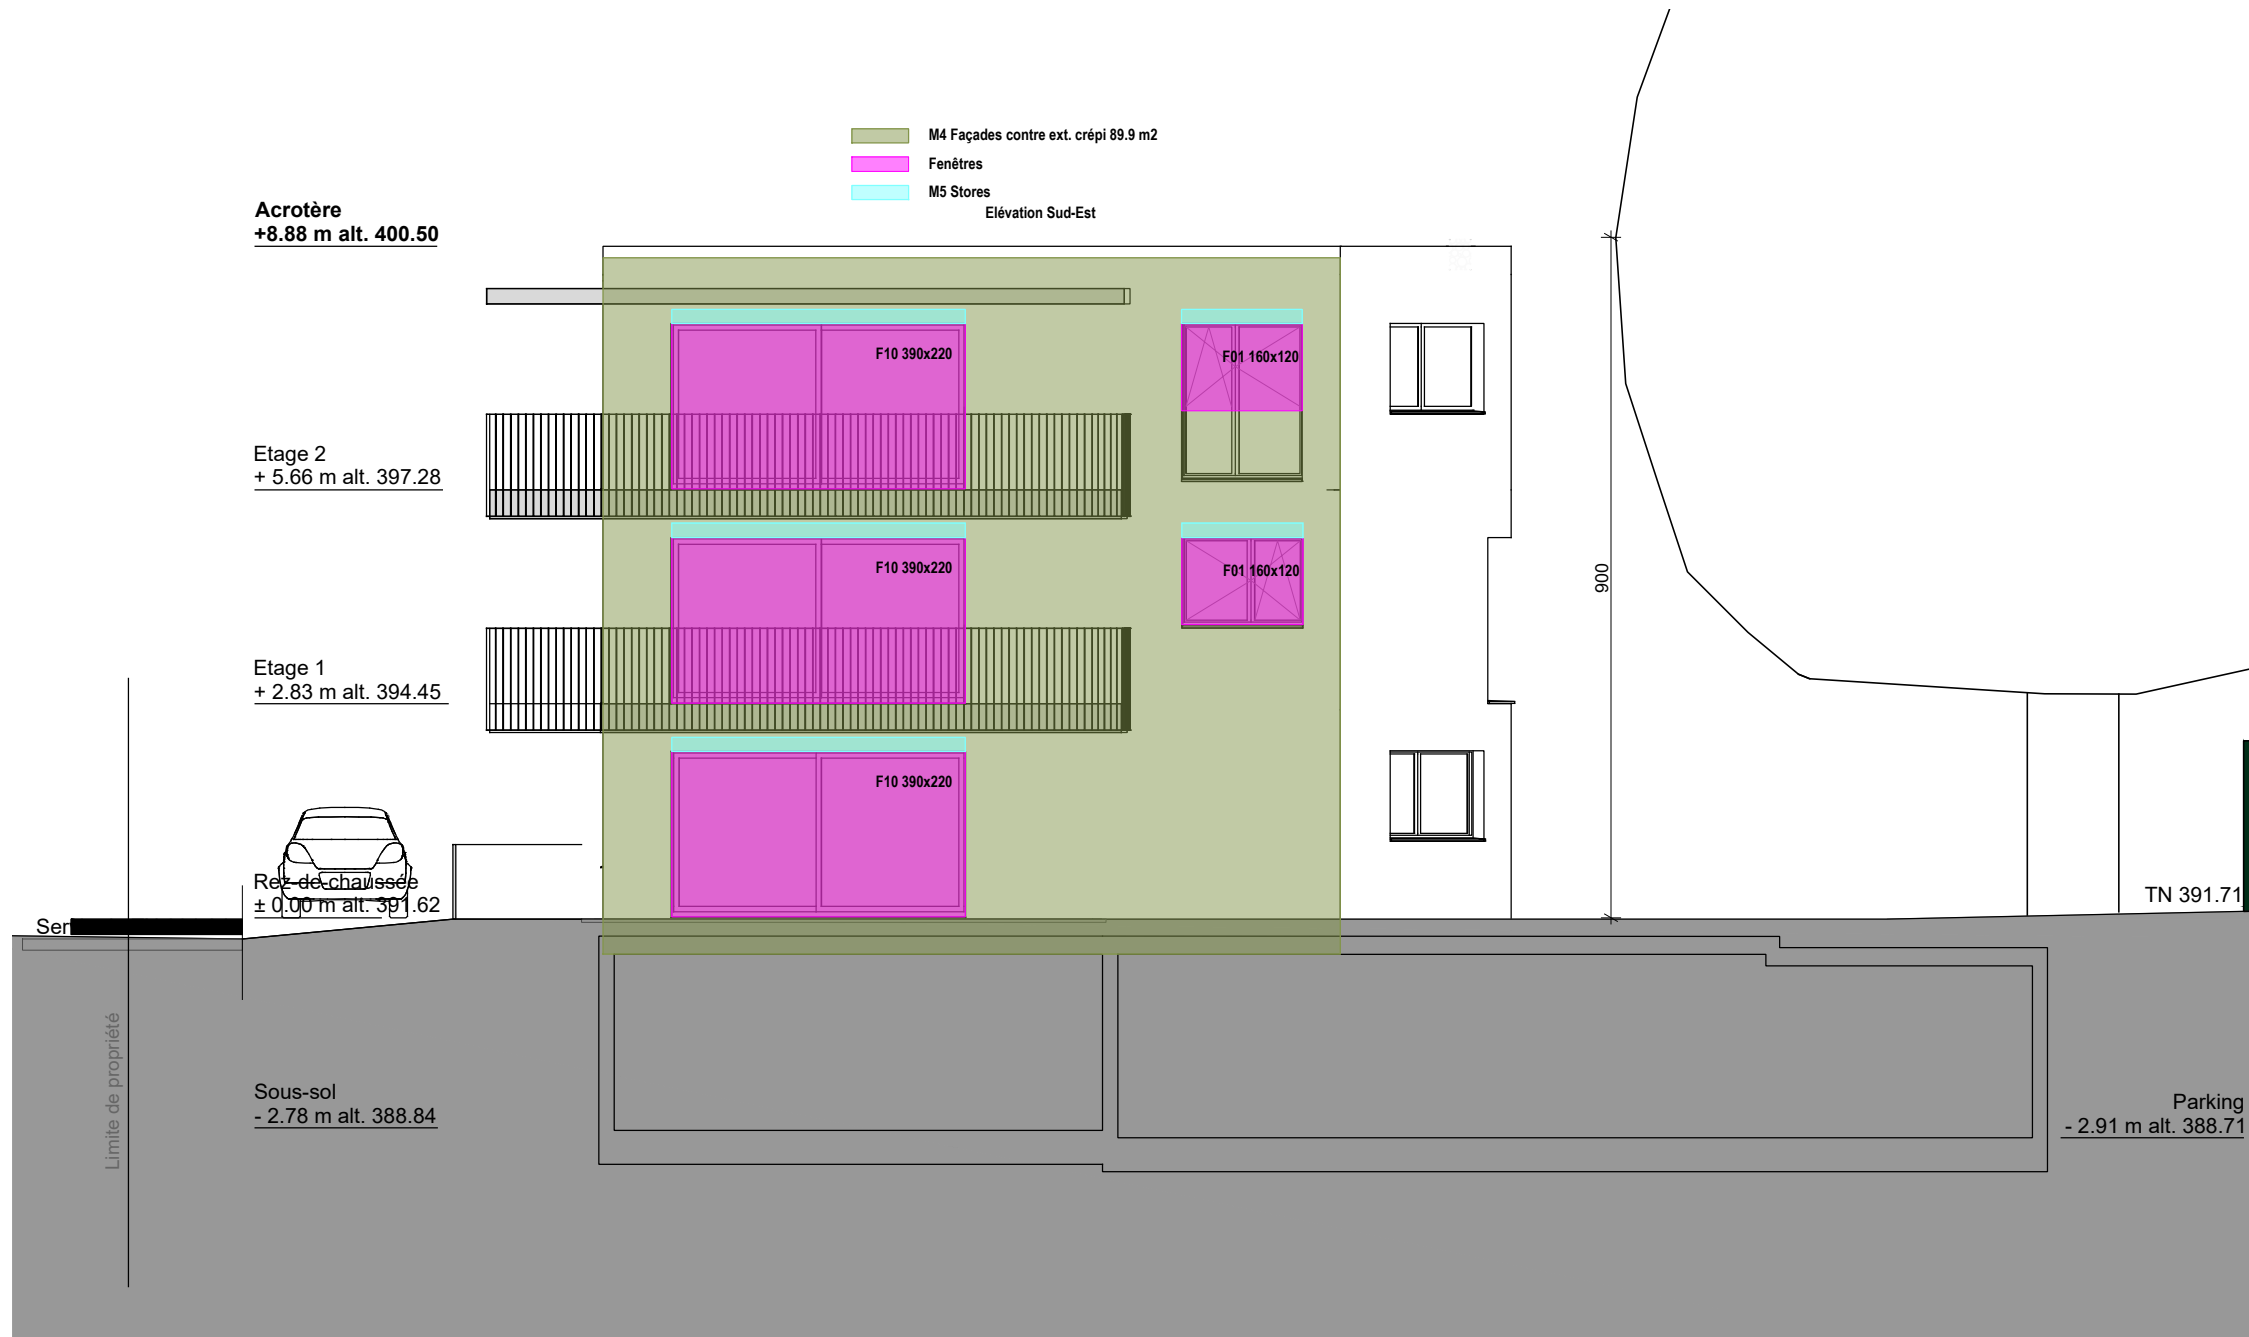 M4 Façades contre ext. crépi 89.9 m2
Fenêtres
M5 Stores
Elévation Sud-Est
Acrotère
+8.88 m alt. 400.50
F10 390x220
F01 160x120
Etage 2
+ 5.66 m alt. 397.28
F10 390x220
F01 160x120
900
Etage 1
+ 2.83 m alt. 394.45
F10 390x220
Rez-de-chaussée
± 0.00 m alt. 391.62
TN 391.71
Ser
Limite de propriété
Sous-sol
- 2.78 m alt. 388.84
Parking
- 2.91 m alt. 388.71